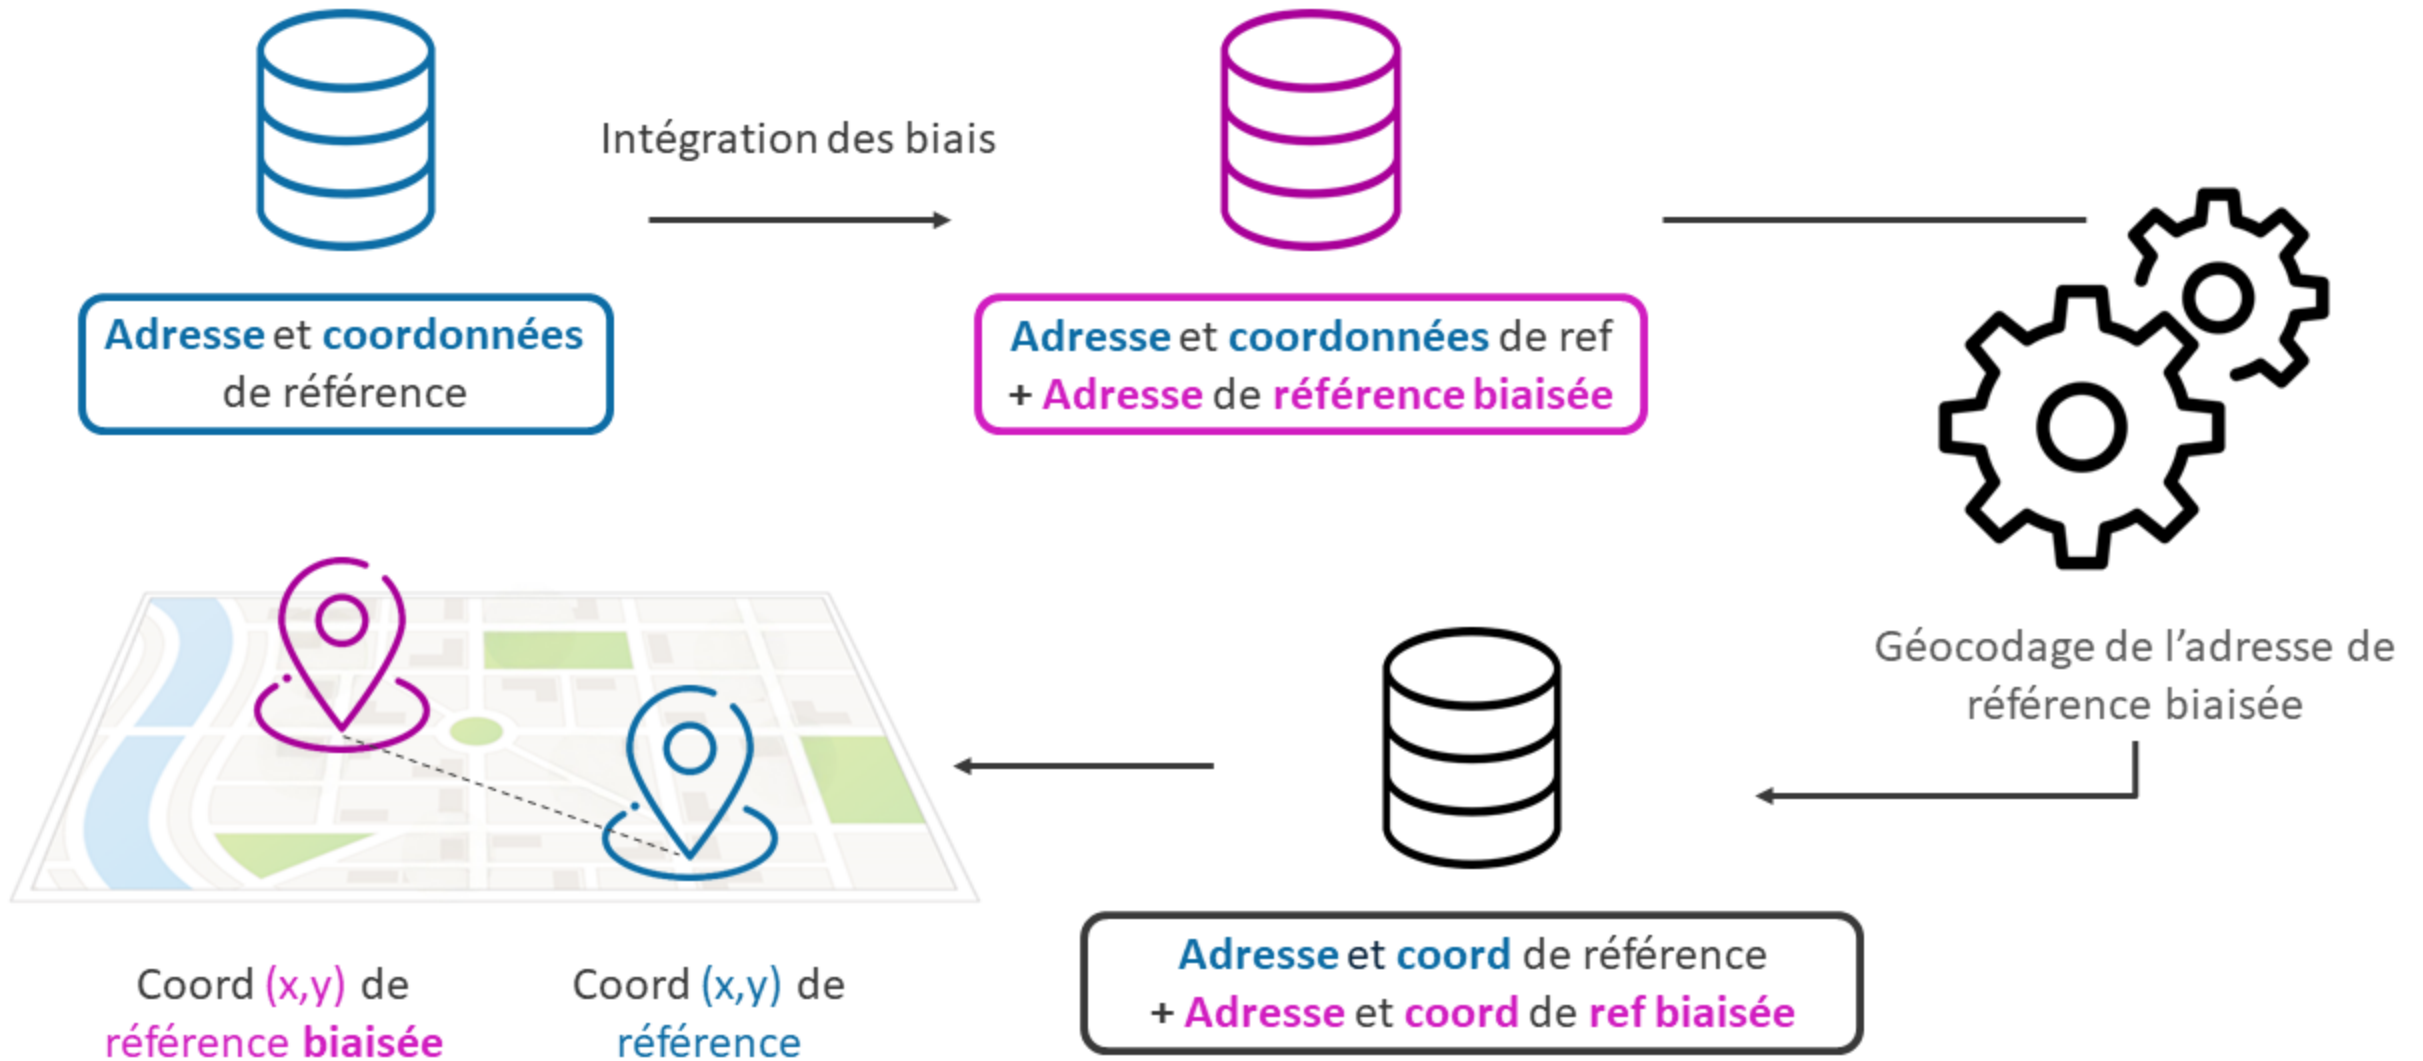 Intégration des biais
Adresse et coordonnées
de référence
Adresse et coordonnées de ref
+ Adresse de référence biaisée
Géocodage de l’adresse de
référence biaisée
Adresse et coord de référence
+ Adresse et coord de ref biaisée
Coord (x,y) de
référence biaisée
Coord (x,y) de
référence